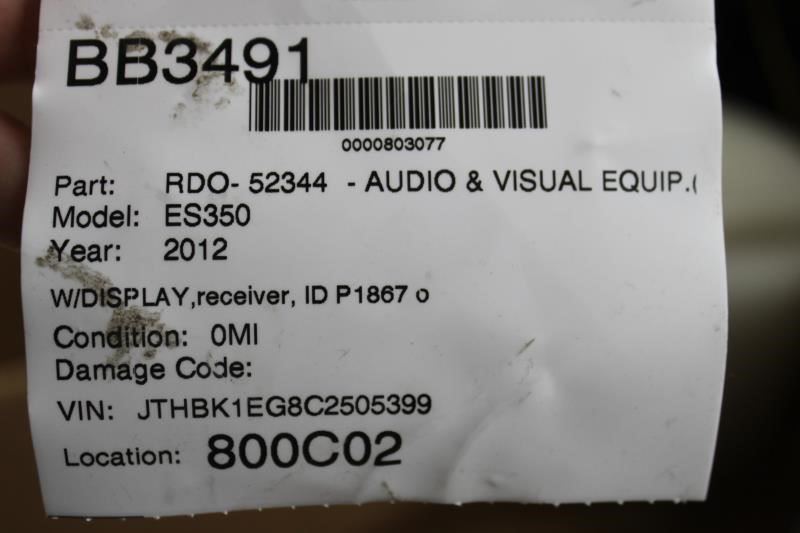 BB3491
0000803077
Part: RDO- 52344 - AUDIO & VISUAL EQUIP.(
Model: ES350
Year: 2012
W/DISPLAY,receiver, ID P1867 o
Condition: 0MI
Damage Code:
VIN: JTHBK1EG8C2505399
Location: 800C02